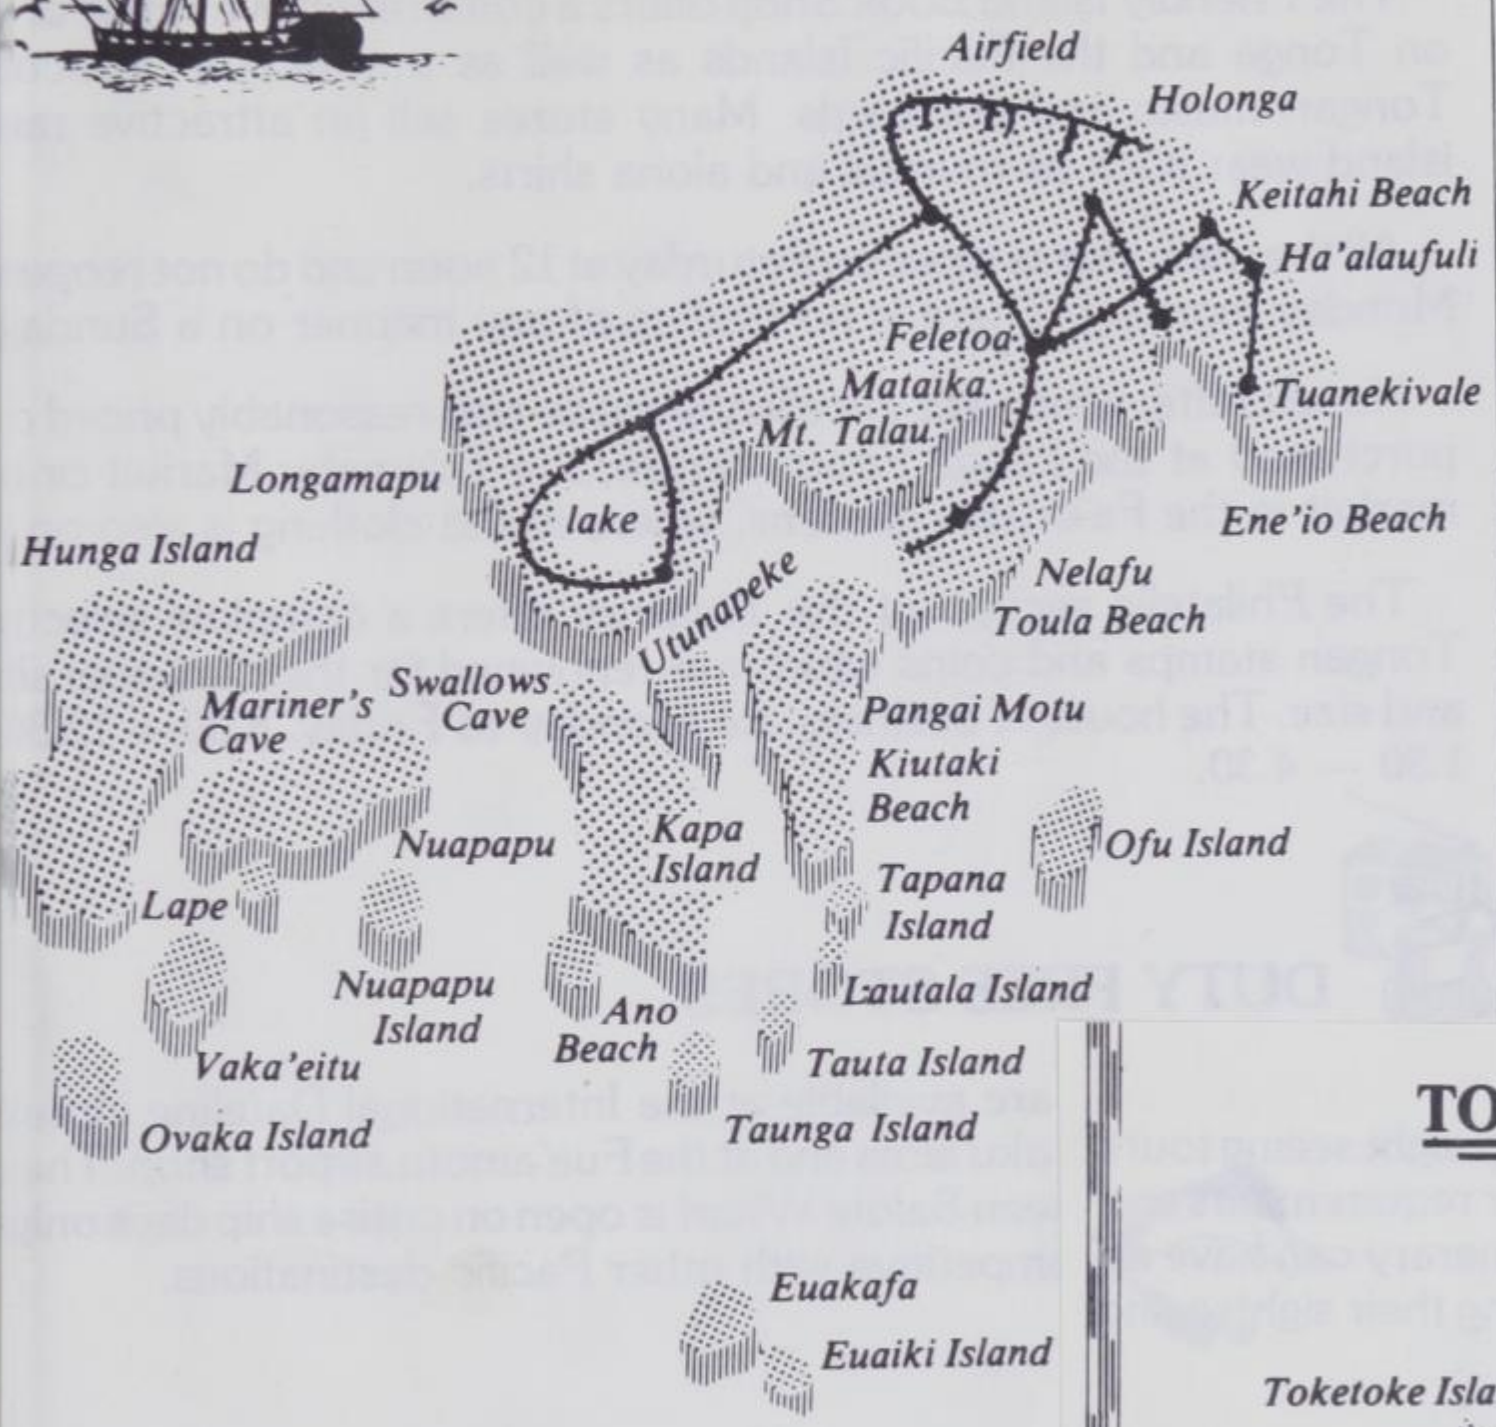 Airfield
Holonga
Keitahi Beach
Ha'alaufuli
Feletoa
Mataika
Mt. Talau
Tuanekivale
Longamapu
lake
Ene'io Beach
Hunga Island
Utunapeke
Nelafu
Toula Beach
Mariner's
Cave
Swallows
Cave
Pangai Motu
Kiutaki
Beach
Nuapapu
Kapa
Island
Ofu Island
Lape
Tapana
Island
Nuapapu
Island
Lautala Island
Ano
Beach
Vaka'eitu
Tauta Island
Ovaka Island
Taunga Island
TO
Euakafa
Euaiki Island
Toketoke Isla